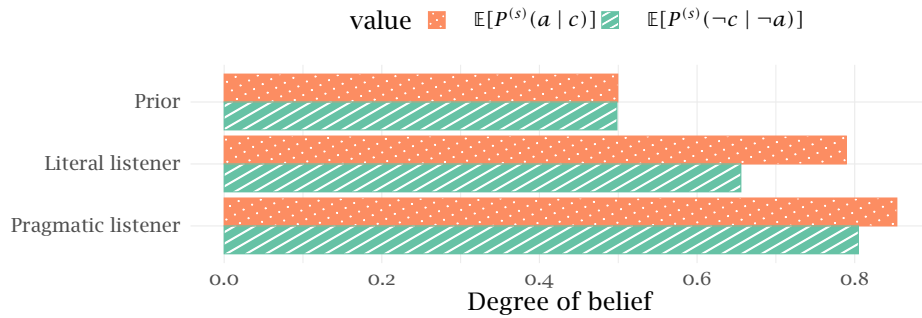 value 𝔼[P⁽ˢ⁾(a | c)] 𝔼[P⁽ˢ⁾(¬c | ¬a)]
Prior
Literal listener
Pragmatic listener
0.0 0.2 0.4 0.6 0.8
Degree of belief